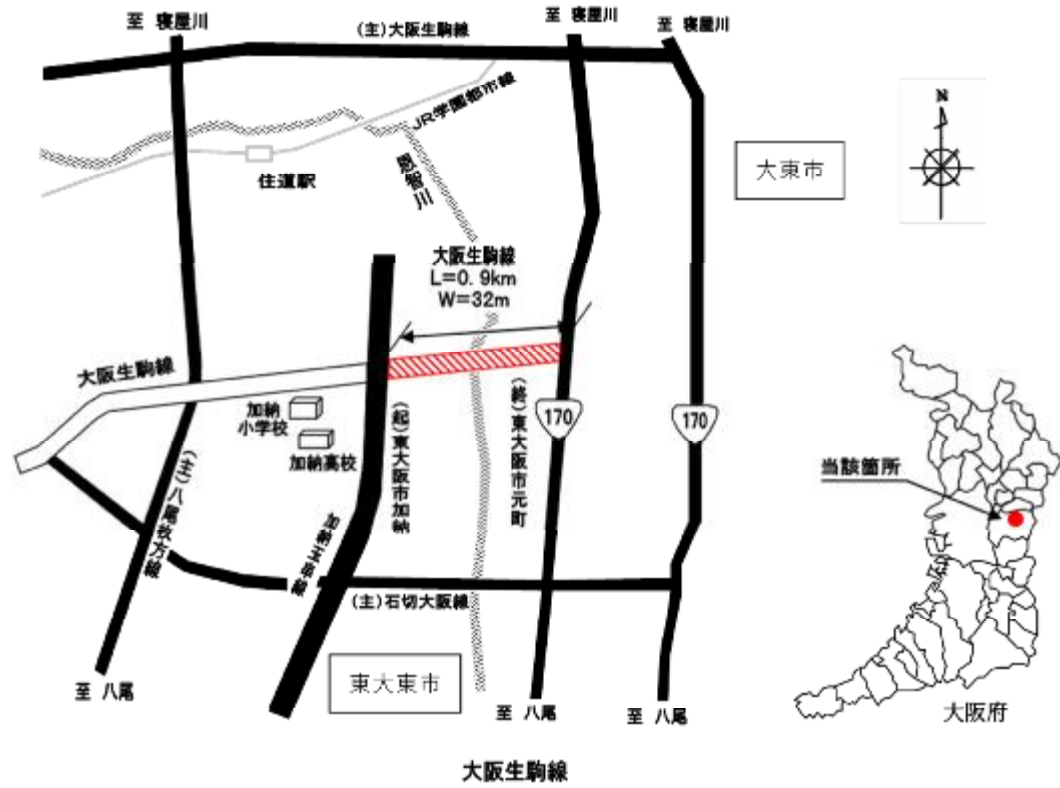 至 寝屋川
(主)大阪生駒線
至 寝屋川
至 寝屋川
JR学園都市線
N
恩智川
住道駅
大東市
大阪生駒線
L=0.9km
W=32m
大阪生駒線
加納
小学校
加納高校
(起)東大阪市加納
(終)東大阪市元町
170
170
当該箇所
(主)八尾枚方線
加納玉串線
(主)石切大阪線
東大東市
至 八尾
至 八尾
至 八尾
大阪府
大阪生駒線